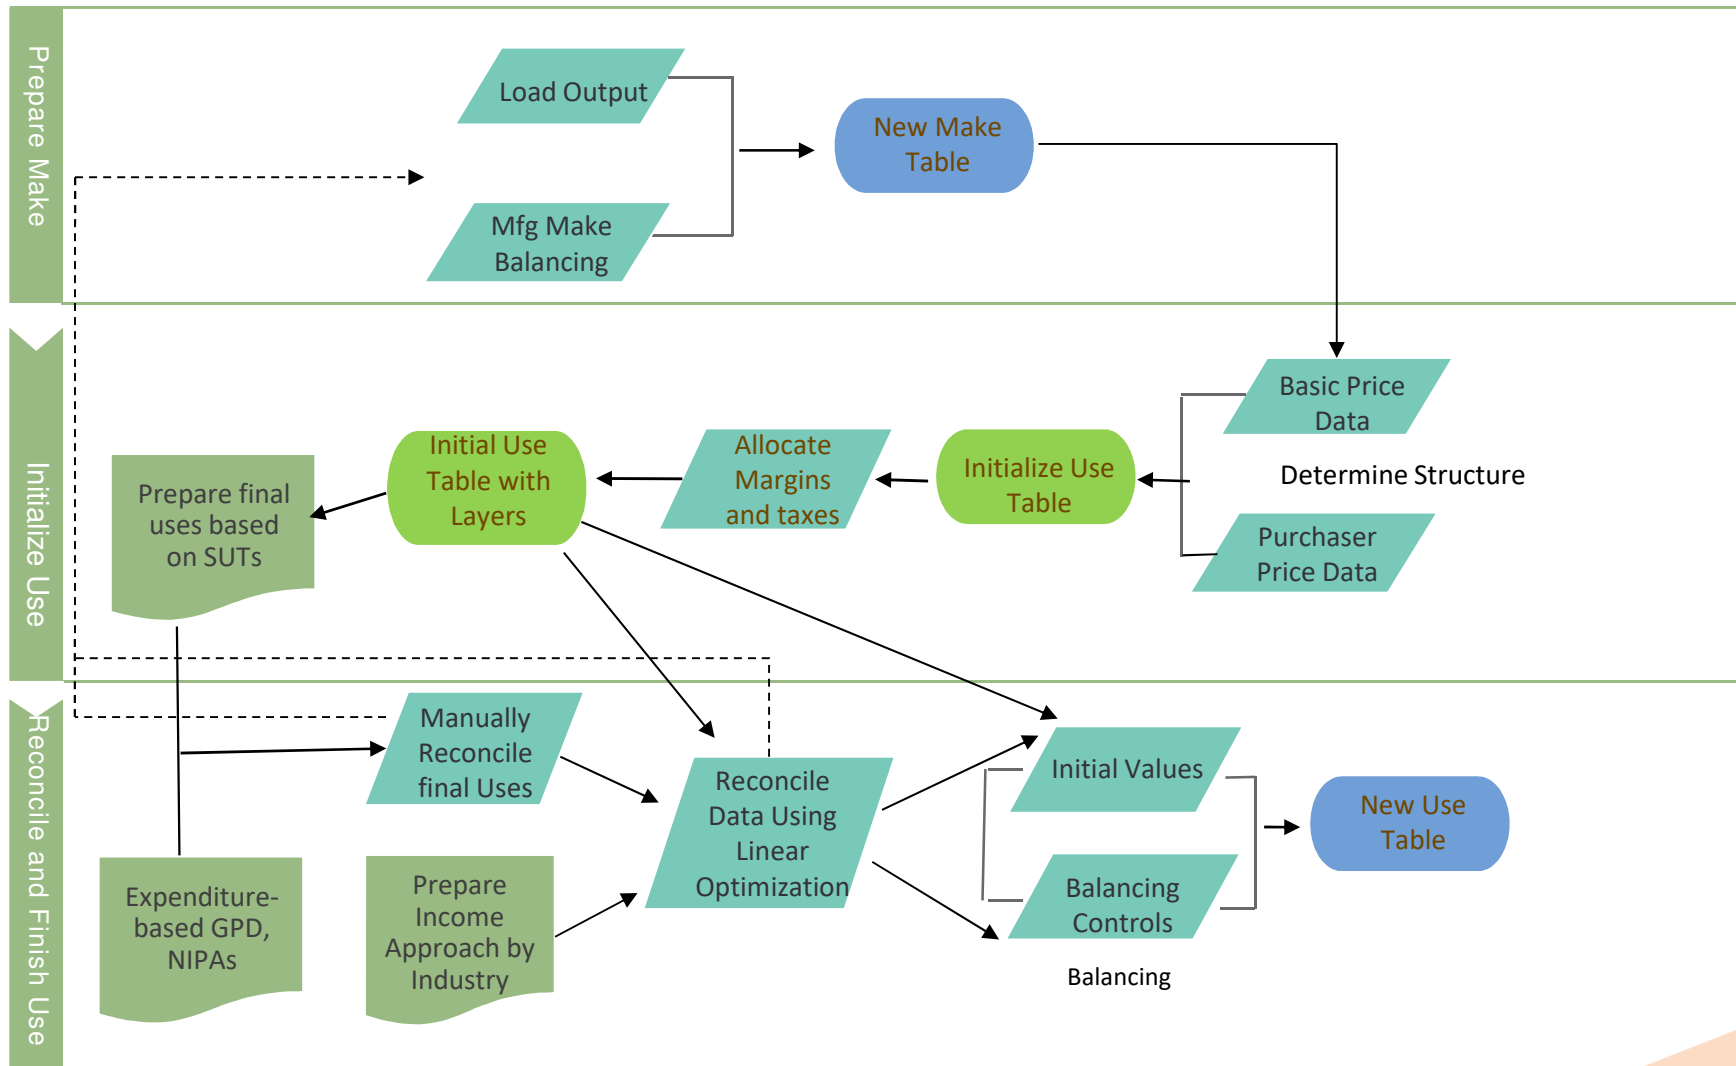 Prepare Make
Load Output
New Make
Table
Mfg Make
Balancing
Initialize Use
Basic Price
Data
Determine Structure
Purchaser
Price Data
Initialize Use
Table
Allocate
Margins
and taxes
Initial Use
Table with
Layers
Prepare final
uses based
on SUTs
Reconcile and Finish Use
Manually
Reconcile
final Uses
Reconcile
Data Using
Linear
Optimization
Initial Values
New Use
Table
Expenditure-
based GPD,
NIPAs
Prepare
Income
Approach by
Industry
Balancing
Controls
Balancing